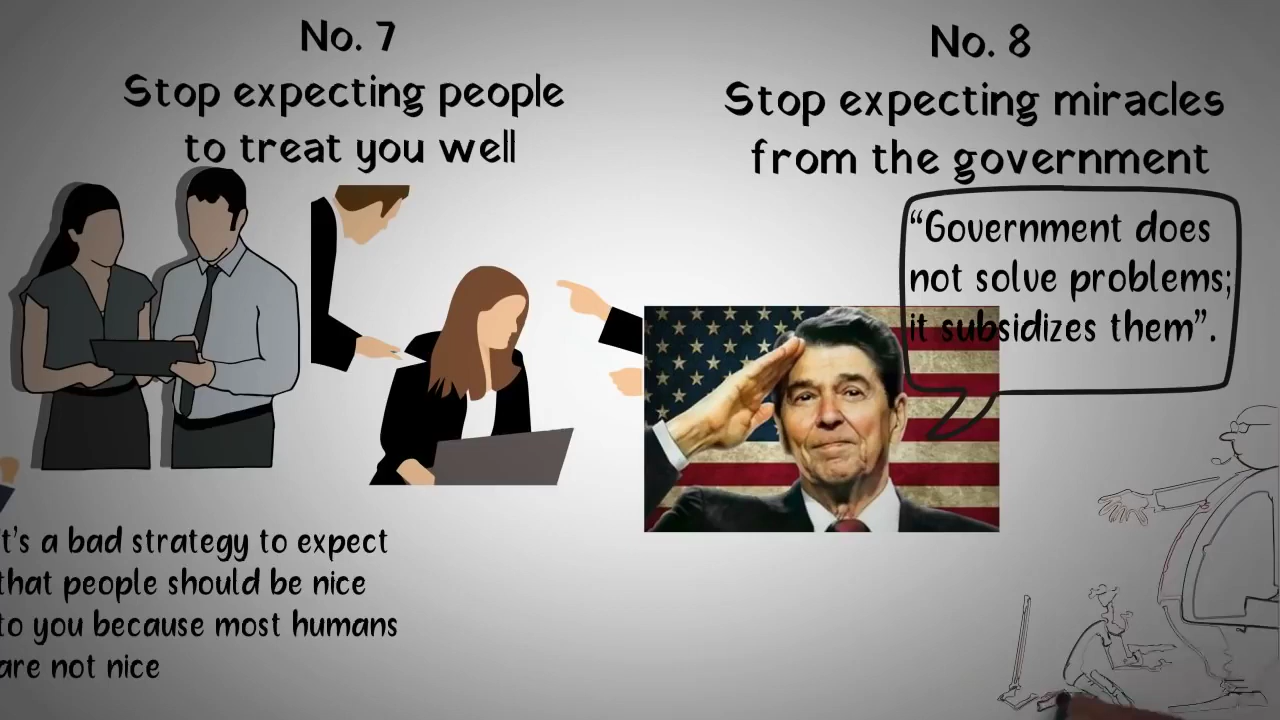 No. 7
Stop expecting people
to treat you well
t's a bad strategy to expect
that people should be nice
to you because most humans
are not nice
No. 8
Stop expecting miracles
from the government
“Government does
not solve problems;
it subsidizes them”.